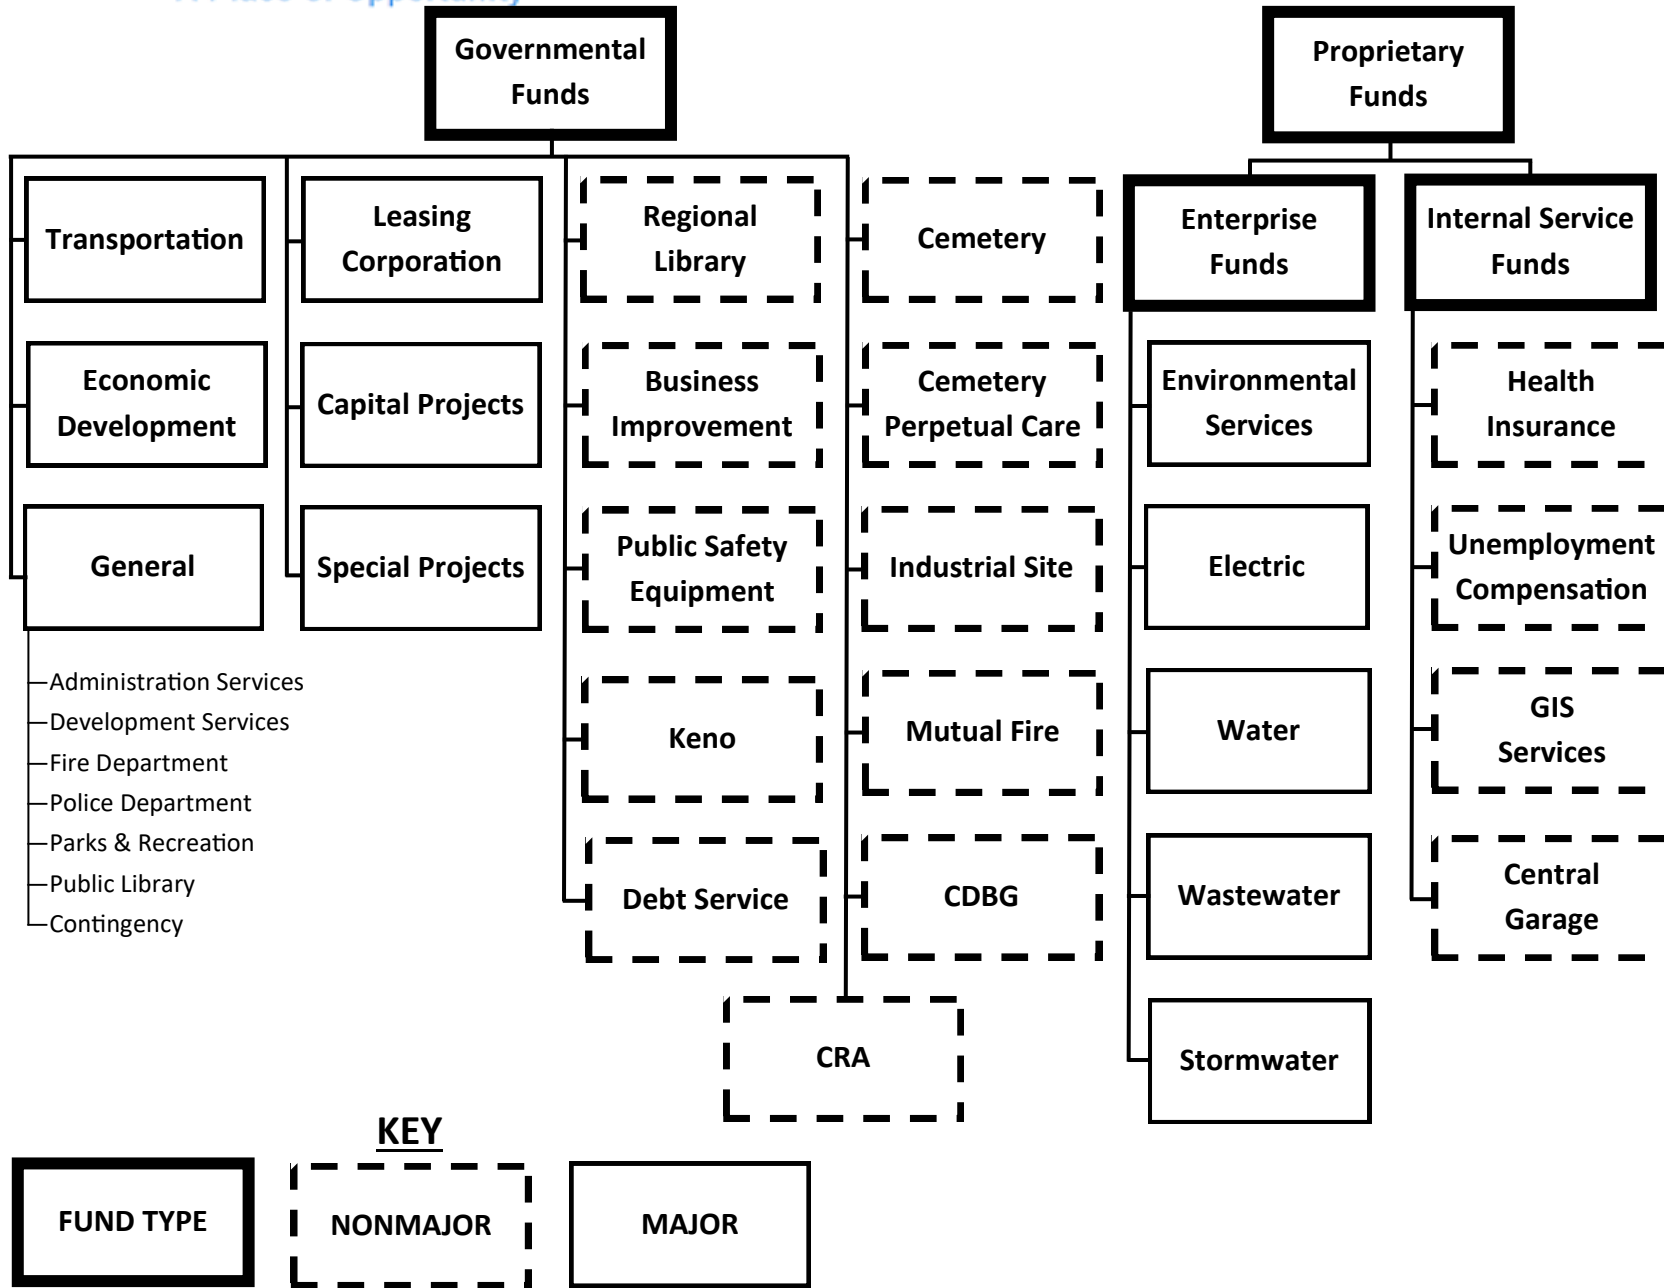 Governmental
Funds
Proprietary
Funds
Transportation
Economic
Development
General
Administration Services
Development Services
Fire Department
Police Department
Parks & Recreation
Public Library
Contingency
Leasing
Corporation
Capital Projects
Special Projects
Regional
Library
Business
Improvement
Public Safety
Equipment
Keno
Debt Service
Cemetery
Cemetery
Perpetual Care
Industrial Site
Mutual Fire
CDBG
CRA
Enterprise
Funds
Environmental
Services
Electric
Water
Wastewater
Stormwater
Internal Service
Funds
Health
Insurance
Unemployment
Compensation
GIS
Services
Central
Garage
KEY
FUND TYPE
NONMAJOR
MAJOR